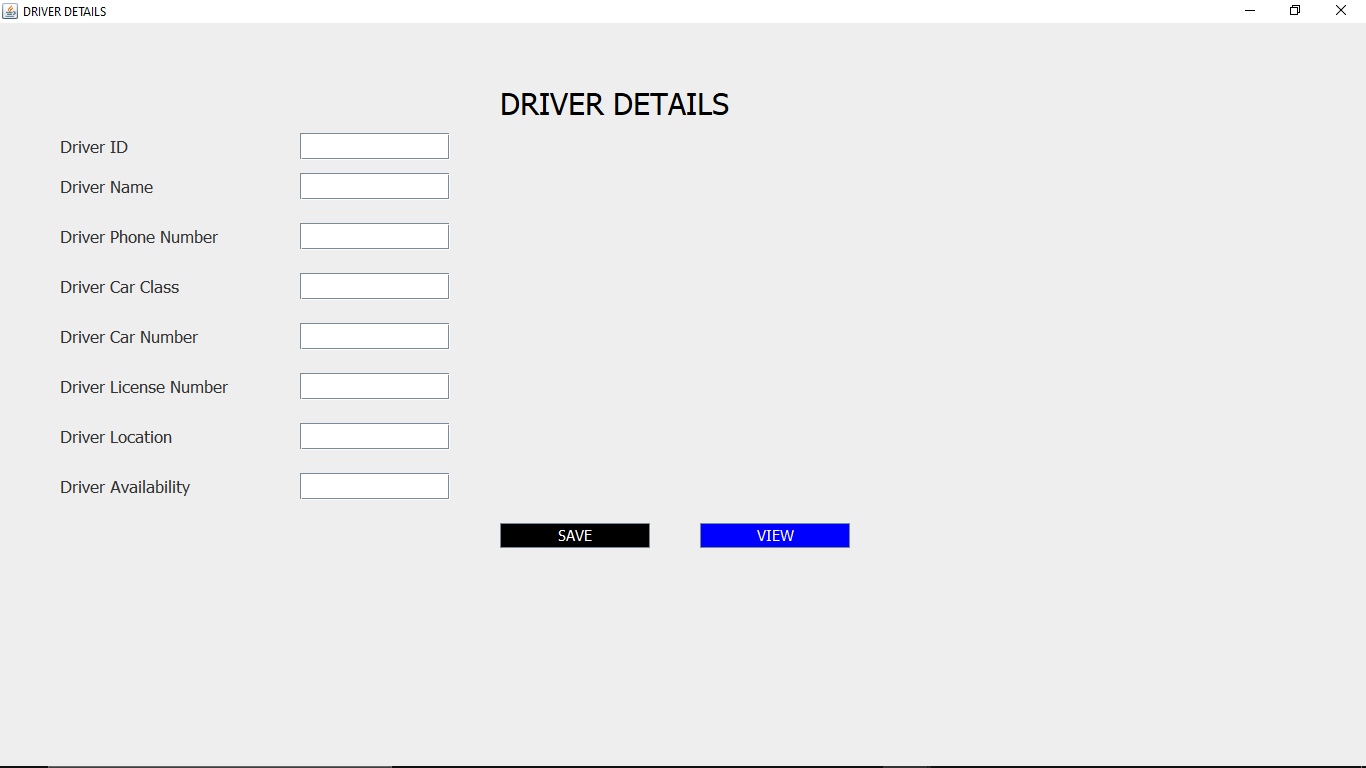 DRIVER DETAILS
DRIVER DETAILS
Driver ID
Driver Name
Driver Phone Number
Driver Car Class
Driver Car Number
Driver License Number
Driver Location
Driver Availability
SAVE VIEW